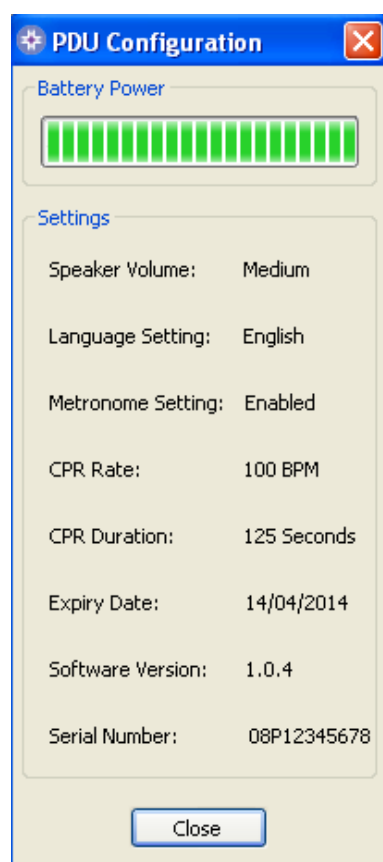 PDU Configuration
Battery Power
Settings
Speaker Volume: Medium
Language Setting: English
Metronome Setting: Enabled
CPR Rate: 100 BPM
CPR Duration: 125 Seconds
Expiry Date: 14/04/2014
Software Version: 1.0.4
Serial Number: 08P12345678
Close